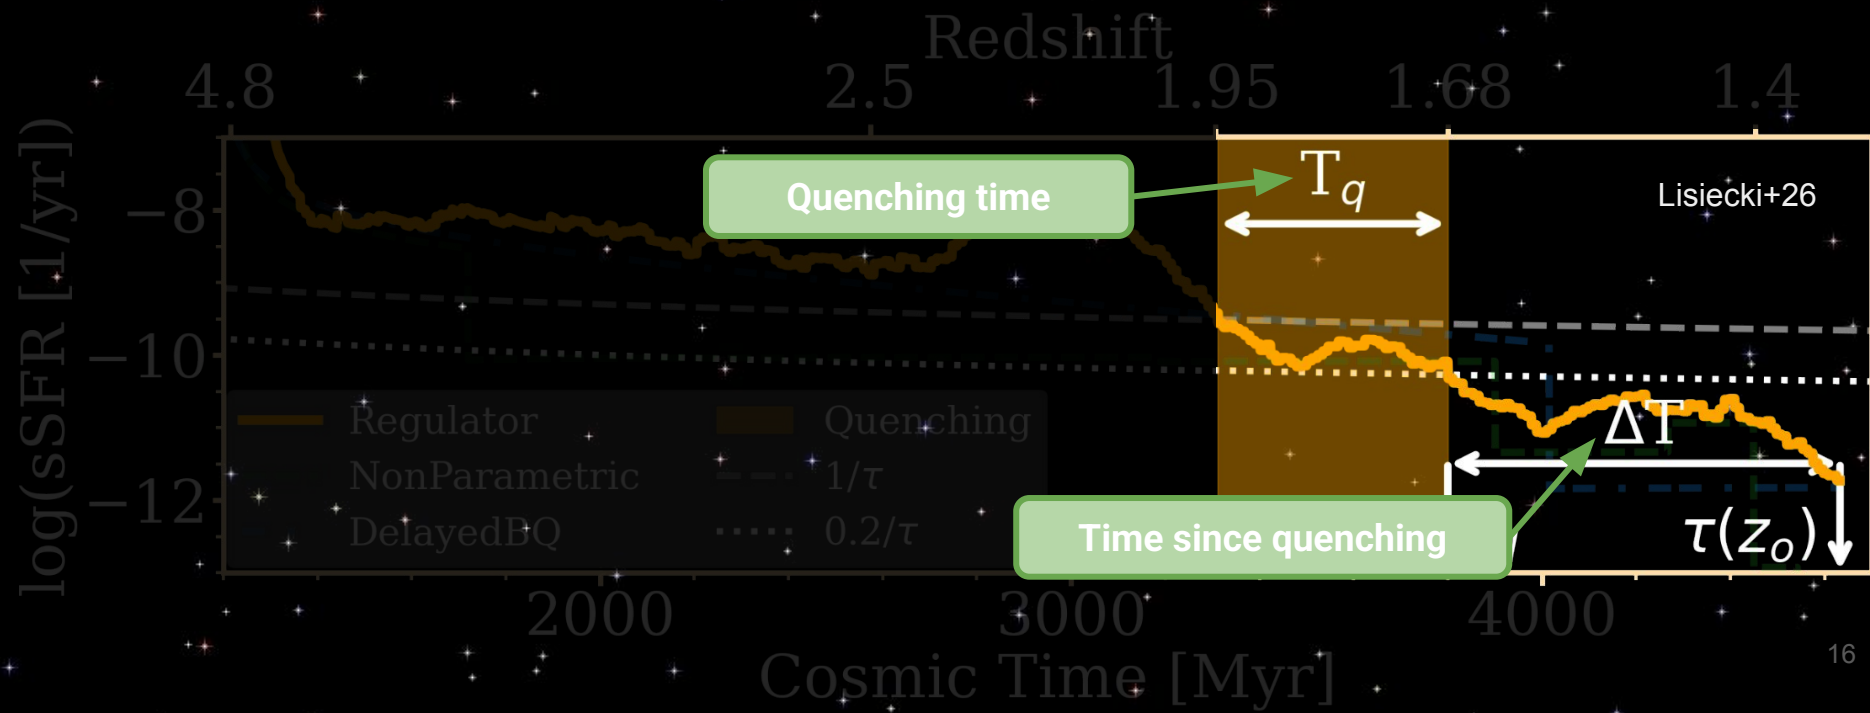 Redshift
4.8 2.5 1.95 1.68 1.4
log(sSFR [1/yr])
−8
−10
−12
Quenching time
T_q
Lisiecki+26
Regulator
NonParametric
DelayedBQ
Quenching
1/τ
0.2/τ
ΔT
Time since quenching
τ(z_o)
2000 3000 4000
Cosmic Time [Myr]
16